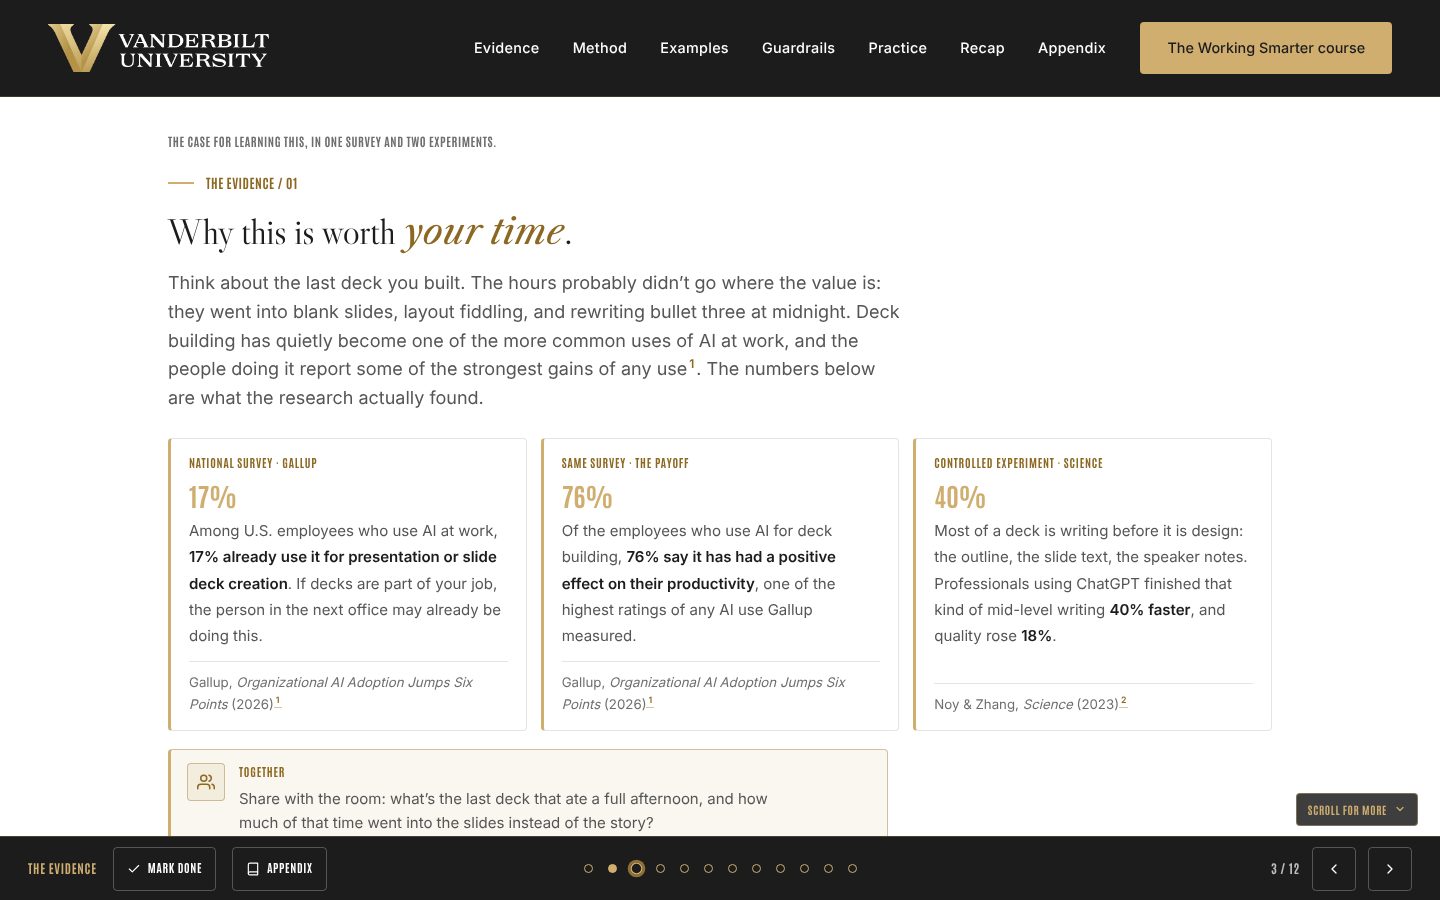 VANDERBILT
UNIVERSITY
Evidence
Method
Examples
Guardrails
Practice
Recap
Appendix
The Working Smarter course
THE CASE FOR LEARNING THIS, IN ONE SURVEY AND TWO EXPERIMENTS.
THE EVIDENCE / 01
Why this is worth your time.
Think about the last deck you built. The hours probably didn’t go where the value is:
they went into blank slides, layout fiddling, and rewriting bullet three at midnight. Deck
building has quietly become one of the more common uses of AI at work, and the
people doing it report some of the strongest gains of any use1. The numbers below
are what the research actually found.
NATIONAL SURVEY · GALLUP
17%
Among U.S. employees who use AI at work,
17% already use it for presentation or slide
deck creation. If decks are part of your job,
the person in the next office may already be
doing this.
Gallup, Organizational AI Adoption Jumps Six
Points (2026)1
SAME SURVEY · THE PAYOFF
76%
Of the employees who use AI for deck
building, 76% say it has had a positive
effect on their productivity, one of the
highest ratings of any AI use Gallup
measured.
Gallup, Organizational AI Adoption Jumps Six
Points (2026)1
CONTROLLED EXPERIMENT · SCIENCE
40%
Most of a deck is writing before it is design:
the outline, the slide text, the speaker notes.
Professionals using ChatGPT finished that
kind of mid-level writing 40% faster, and
quality rose 18%.
Noy & Zhang, Science (2023)2
TOGETHER
Share with the room: what’s the last deck that ate a full afternoon, and how
much of that time went into the slides instead of the story?
SCROLL FOR MORE
THE EVIDENCE
MARK DONE
APPENDIX
3 / 12